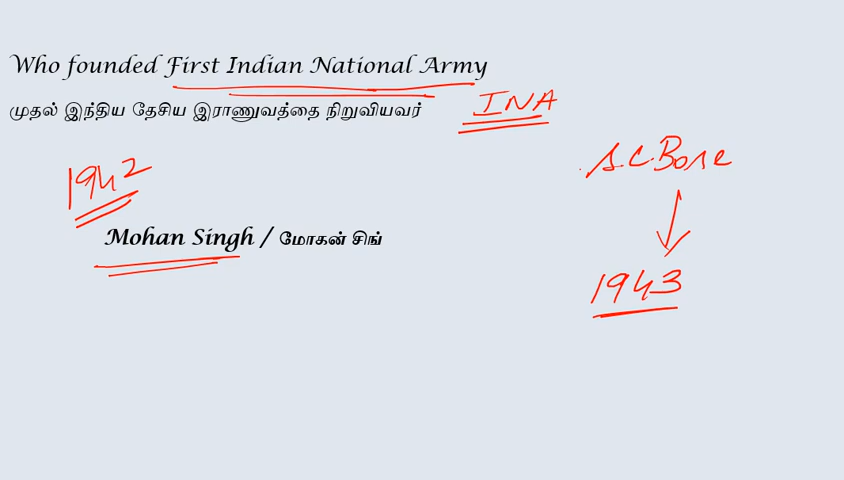 Who founded First Indian National Army
முதல் இந்திய தேசிய இராணுவத்தை நிறுவியவர்
INA
S.C.Bose
1942
Mohan Singh / மோகன் சிங்
1943